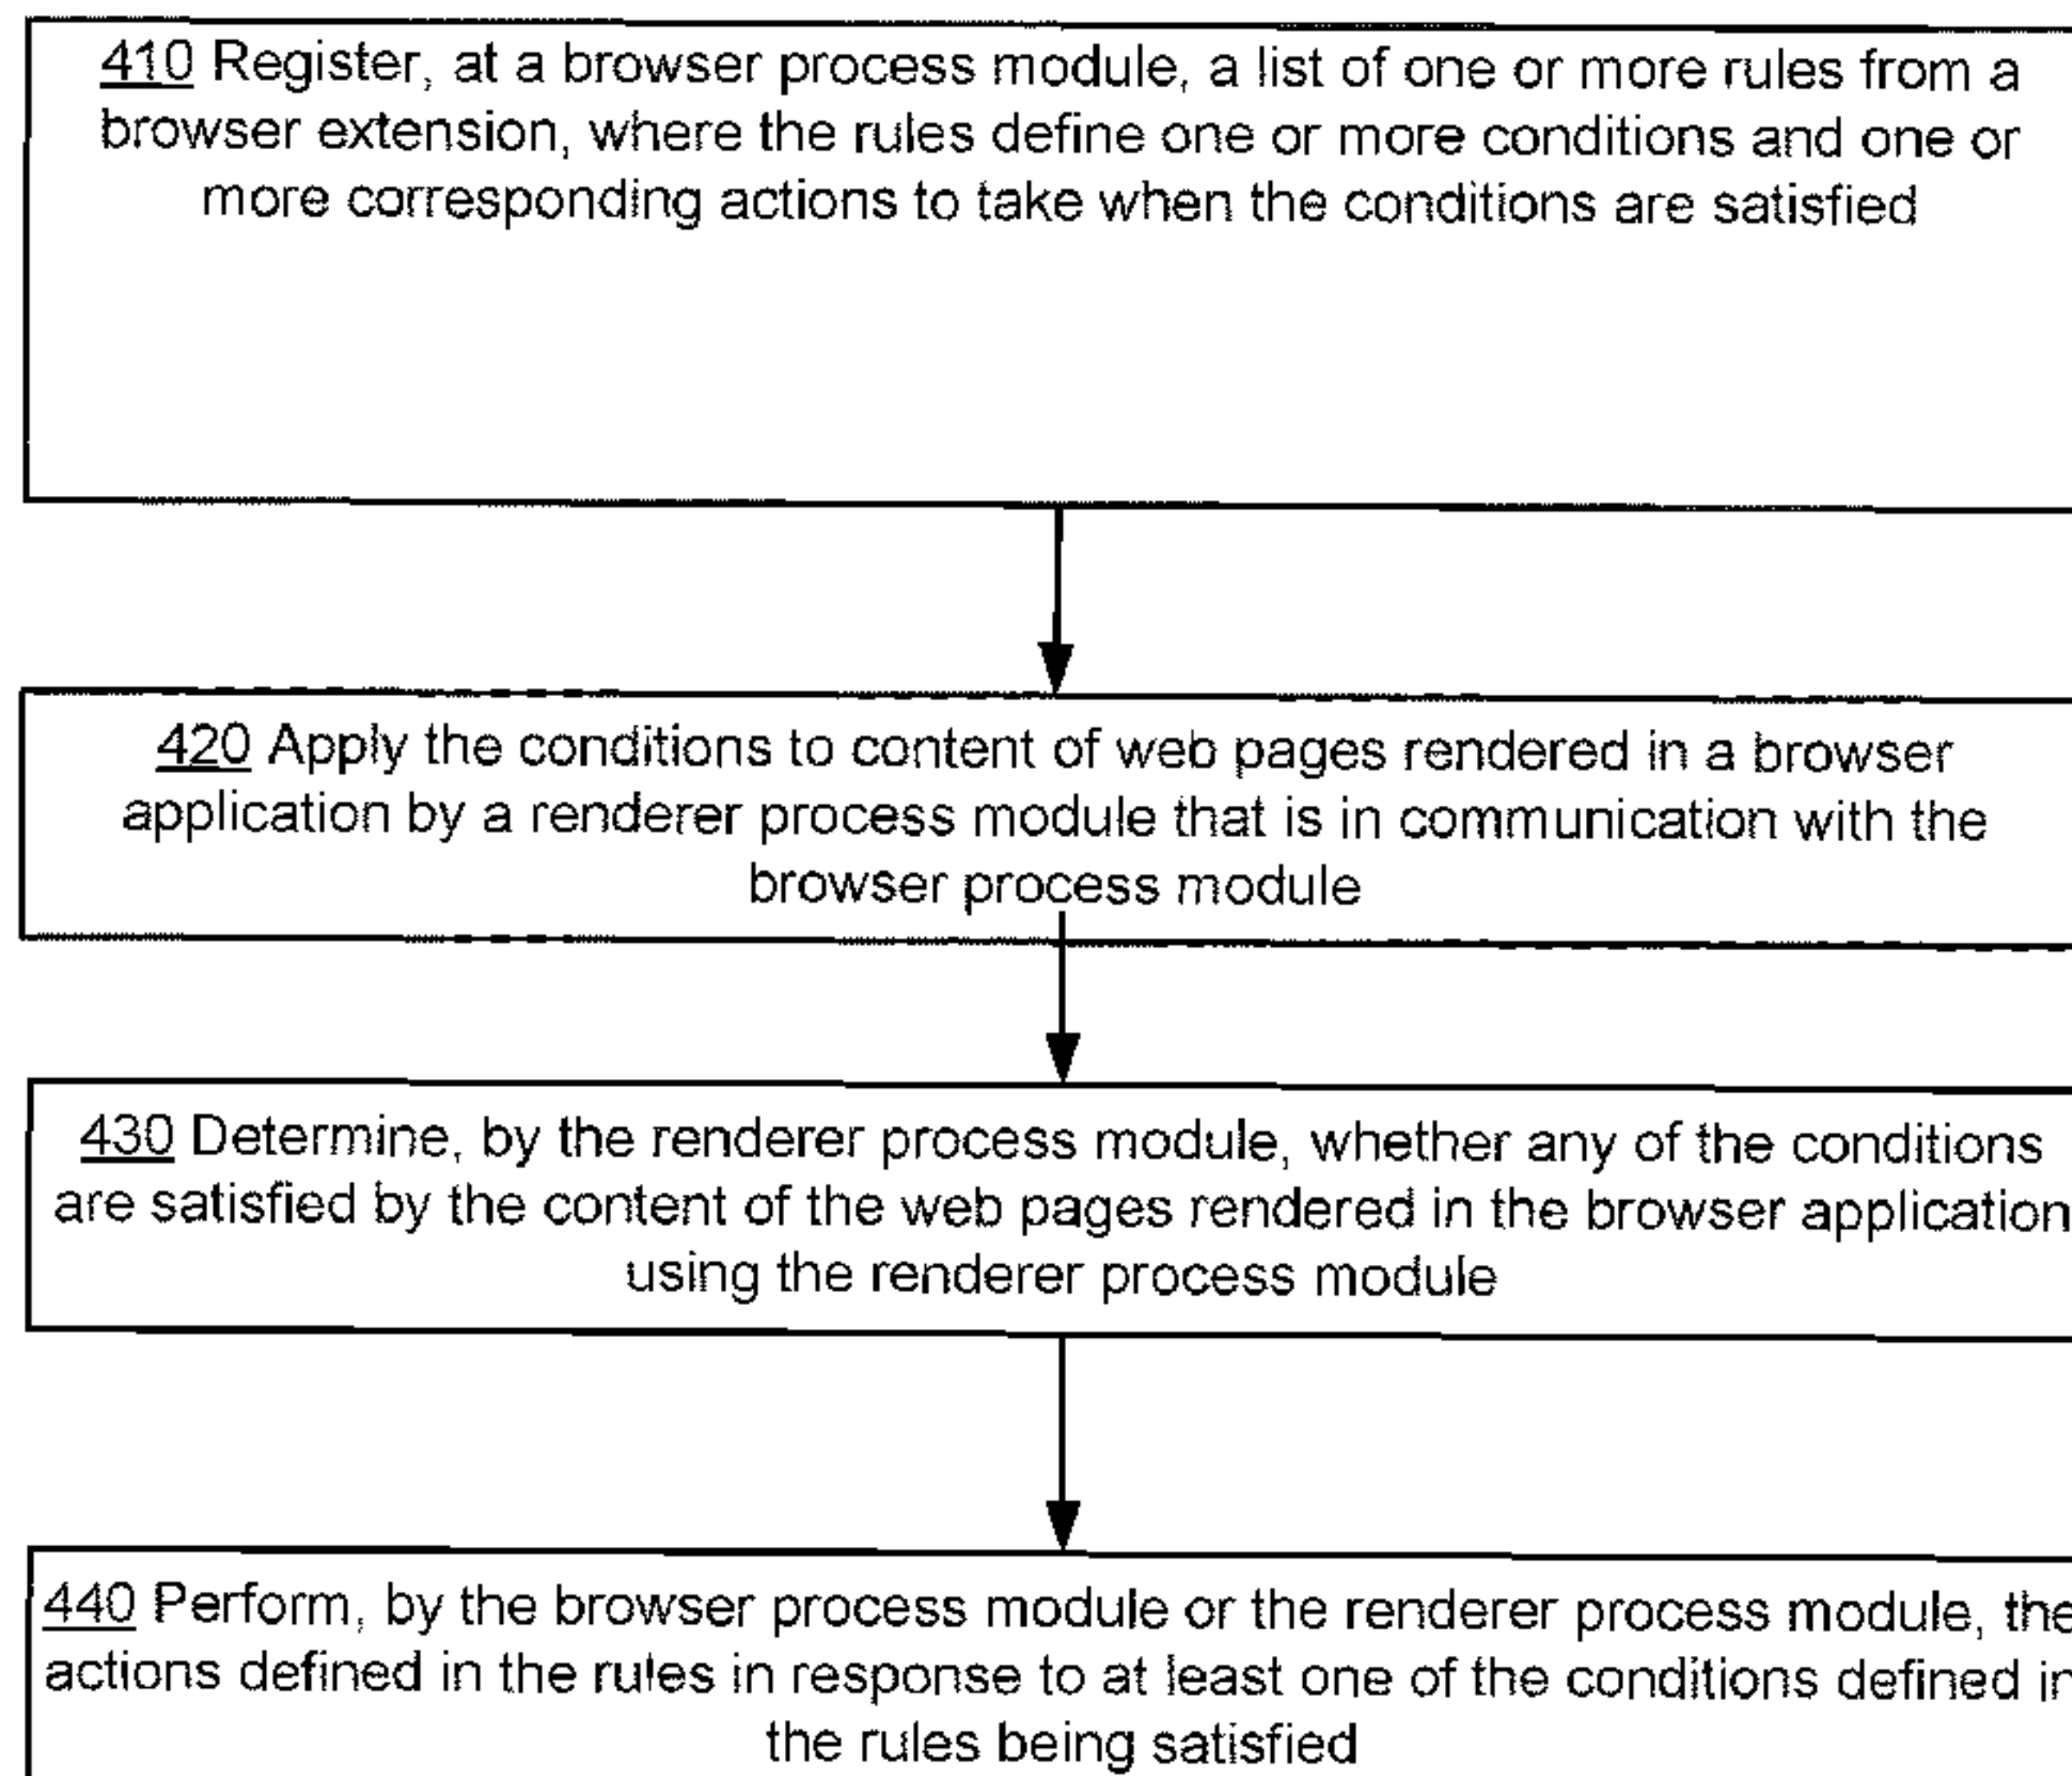 410 Register, at a browser process module, a list of one or more rules from a
browser extension, where the rules define one or more conditions and one or
more corresponding actions to take when the conditions are satisfied
420 Apply the conditions to content of web pages rendered in a browser
application by a renderer process module that is in communication with the
browser process module
430 Determine, by the renderer process module, whether any of the conditions
are satisfied by the content of the web pages rendered in the browser application
using the renderer process module
440 Perform, by the browser process module or the renderer process module, the
actions defined in the rules in response to at least one of the conditions defined in
the rules being satisfied